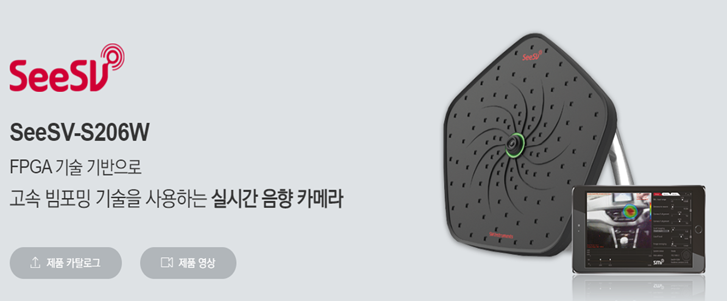 SeeSV
SeeSV-S206W
FPGA 기술 기반으로
고속 빔포밍 기술을 사용하는 실시간 음향 카메라
제품 카탈로그
제품 영상
SeeSV
smi